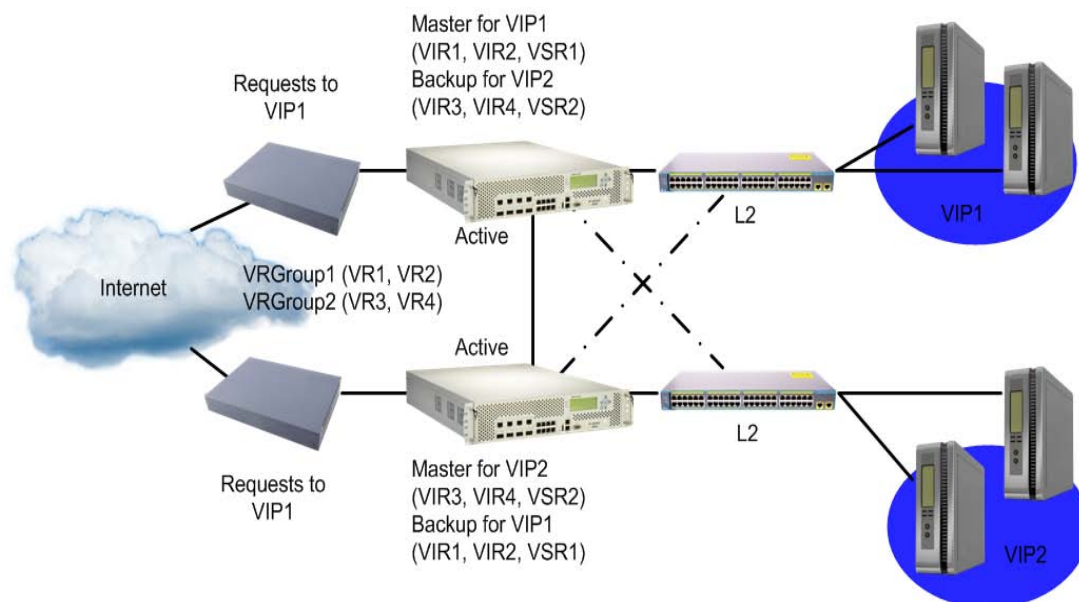 Master for VIP1
(VIR1, VIR2, VSR1)
Backup for VIP2
(VIR3, VIR4, VSR2)
Requests to
VIP1
Active
L2
VIP1
Internet
VRGroup1 (VR1, VR2)
VRGroup2 (VR3, VR4)
Active
L2
Requests to
VIP1
Master for VIP2
(VIR3, VIR4, VSR2)
Backup for VIP1
(VIR1, VIR2, VSR1)
VIP2